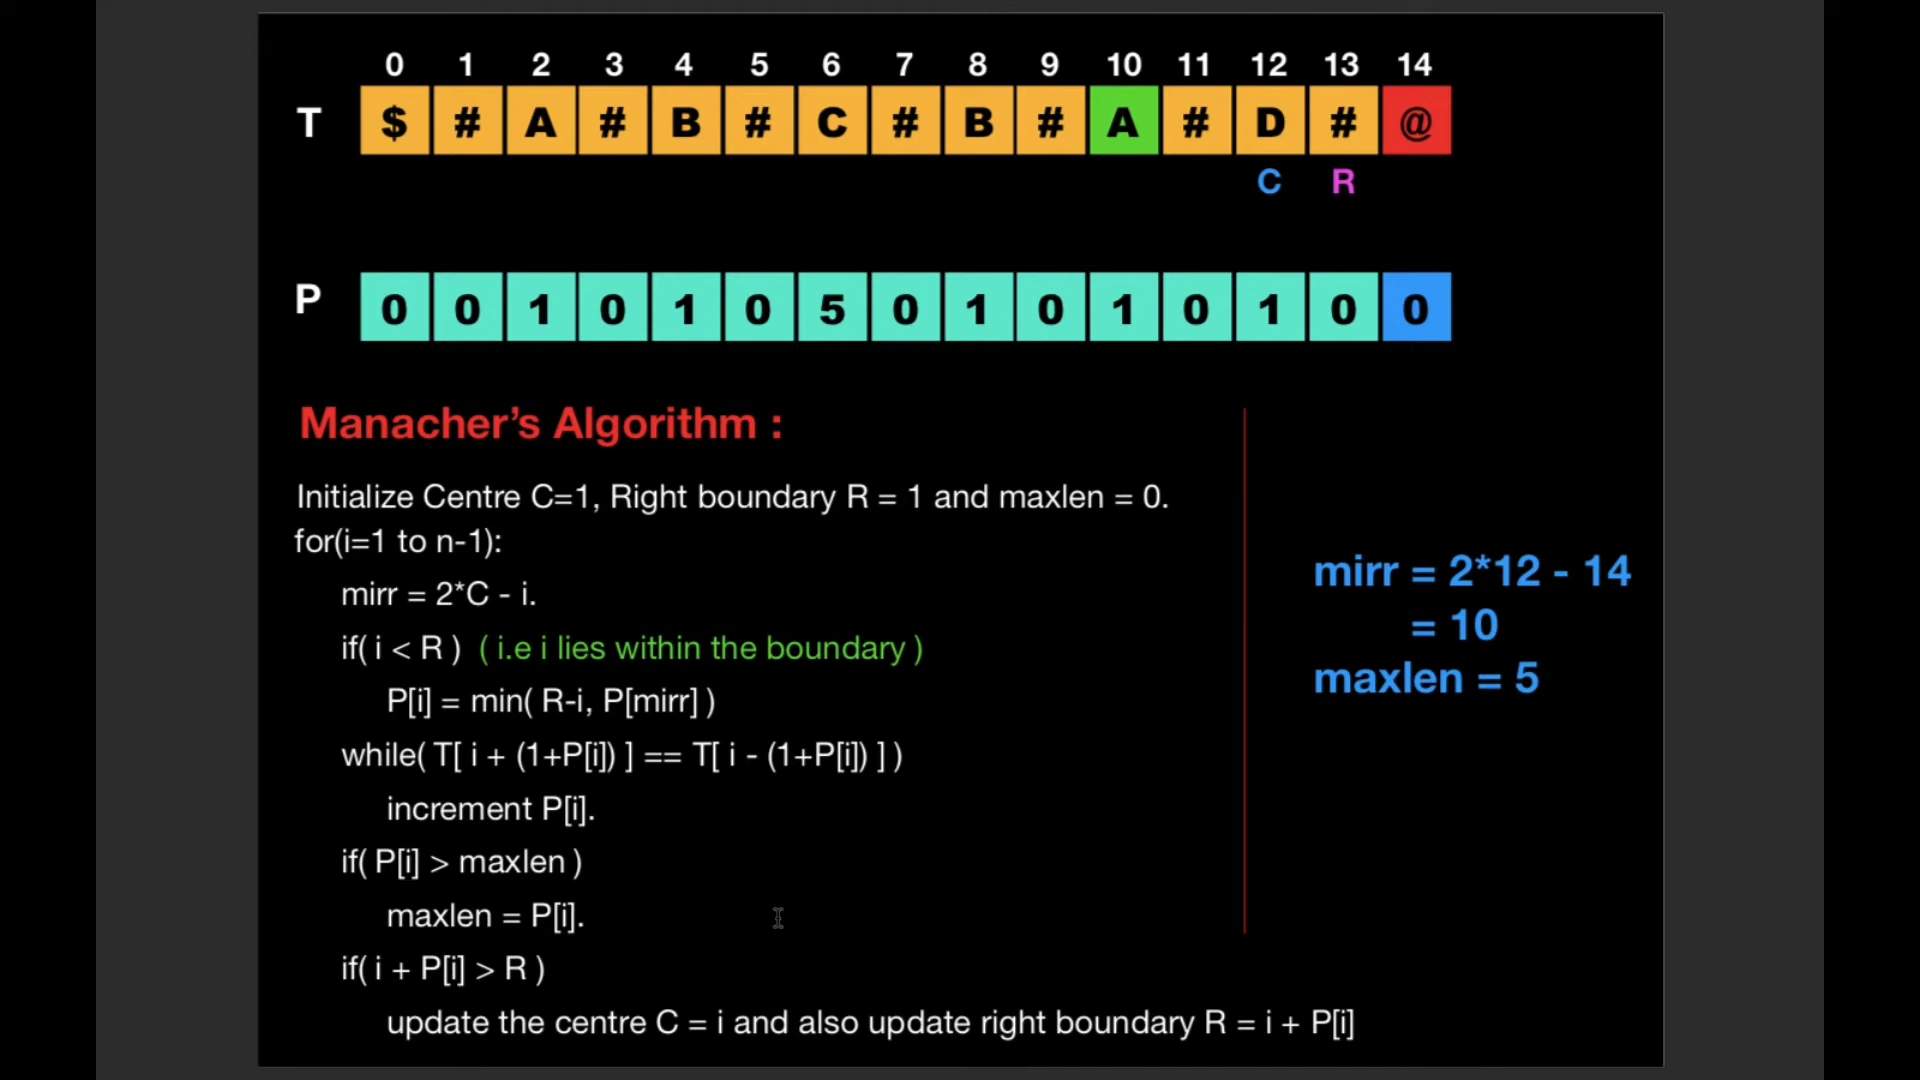 0 1 2 3 4 5 6 7 8 9 10 11 12 13 14
T $ # A # B # C # B # A # D # @
C R
P 0 0 1 0 1 0 5 0 1 0 1 0 1 0 0
Manacher's Algorithm :
Initialize Centre C=1, Right boundary R = 1 and maxlen = 0.
for(i=1 to n-1):
mirr = 2*C - i.
if( i < R ) ( i.e i lies within the boundary )
P[i] = min( R-i, P[mirr] )
while( T[ i + (1+P[i]) ] == T[ i - (1+P[i]) ] )
increment P[i].
if( P[i] > maxlen )
maxlen = P[i].
if( i + P[i] > R )
update the centre C = i and also update right boundary R = i + P[i]
mirr = 2*12 - 14
= 10
maxlen = 5